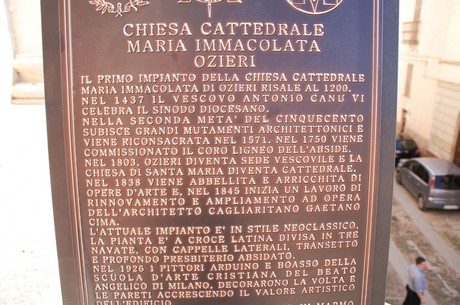 CHIESA CATTEDRALE
MARIA IMMACOLATA
OZIERI
IL PRIMO IMPIANTO DELLA CHIESA CATTEDRALE
MARIA IMMACOLATA DI OZIERI RISALE AL 1200.
NEL 1437 IL VESCOVO ANTONIO CANU VI
CELEBRA IL SINODO DIOCESANO.
NELLA SECONDA META' DEL CINQUECENTO
SUBISCE GRANDI MUTAMENTI ARCHITETTONICI E
VIENE RICONSACRATA NEL 1571. NEL 1750 VIENE
COMMISSIONATO IL CORO LIGNEO DELL'ABSIDE.
NEL 1803, OZIERI DIVENTA SEDE VESCOVILE E LA
CHIESA DI SANTA MARIA DIVENTA CATTEDRALE.
NEL 1838 VIENE ABBELLITA E ARRICCHITA DI
OPERE D'ARTE E, NEL 1845 INIZIA UN LAVORO DI
RINNOVAMENTO E AMPLIAMENTO AD OPERA
DELL'ARCHITETTO CAGLIARITANO GAETANO
CIMA.
L'ATTUALE IMPIANTO E' IN STILE NEOCLASSICO.
LA PIANTA E' A CROCE LATINA DIVISA IN TRE
NAVATE, CON CAPPELLE LATERALI, TRANSETTO
E PROFONDO PRESBITERIO ABSIDATO.
NEL 1926 I PITTORI ARDUINO E BOASSO DELLA
SCUOLA D'ARTE CRISTIANA DEL BEATO
ANGELICO DI MILANO, DECORARONO LA VOLTA E
LE PARETI ACCRESCENDO IL VALORE ARTISTICO
DELL'EDIFICIO.
MARMO